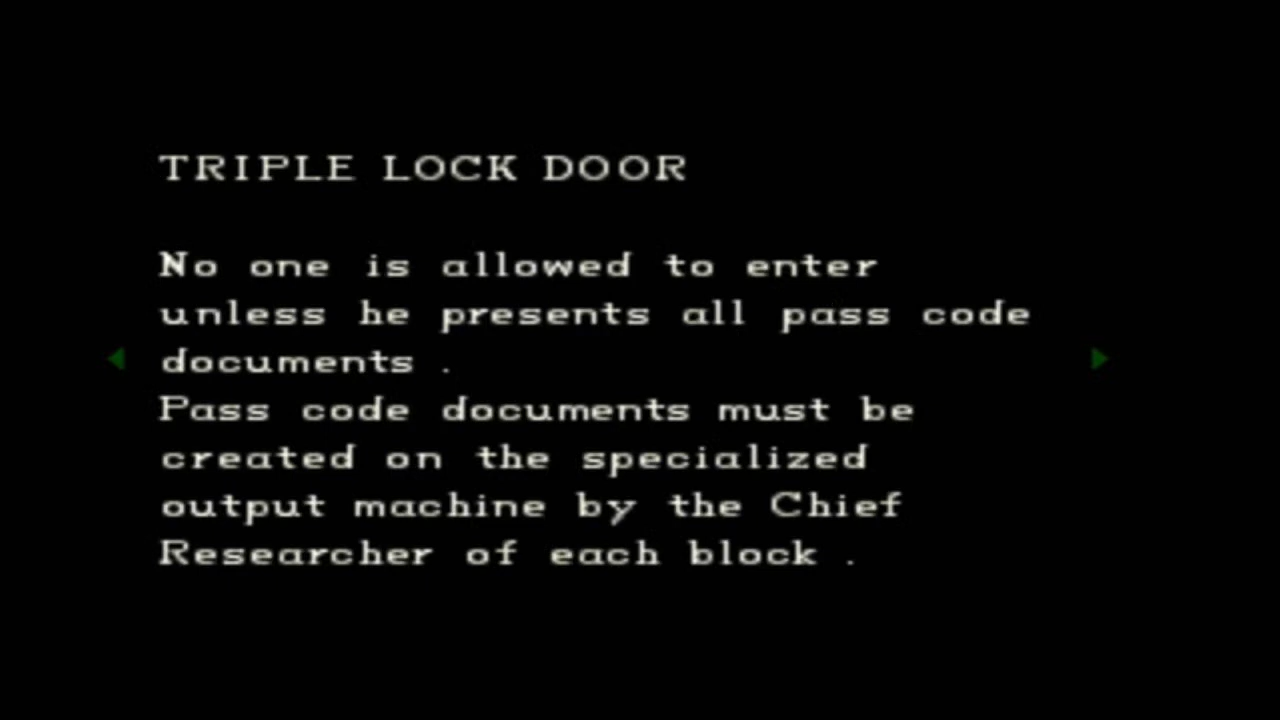 TRIPLE LOCK DOOR
No one is allowed to enter
unless he presents all pass code
documents .
Pass code documents must be
created on the specialized
output machine by the Chief
Researcher of each block .